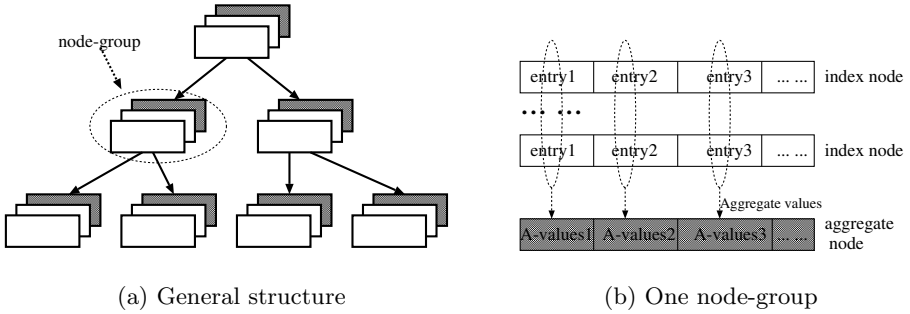 node-group
(a) General structure
entry1 entry2 entry3 ... ... index node
... ...
entry1 entry2 entry3 ... ... index node
Aggregate values
A-values1 A-values2 A-values3 ... ... aggregate node
(b) One node-group